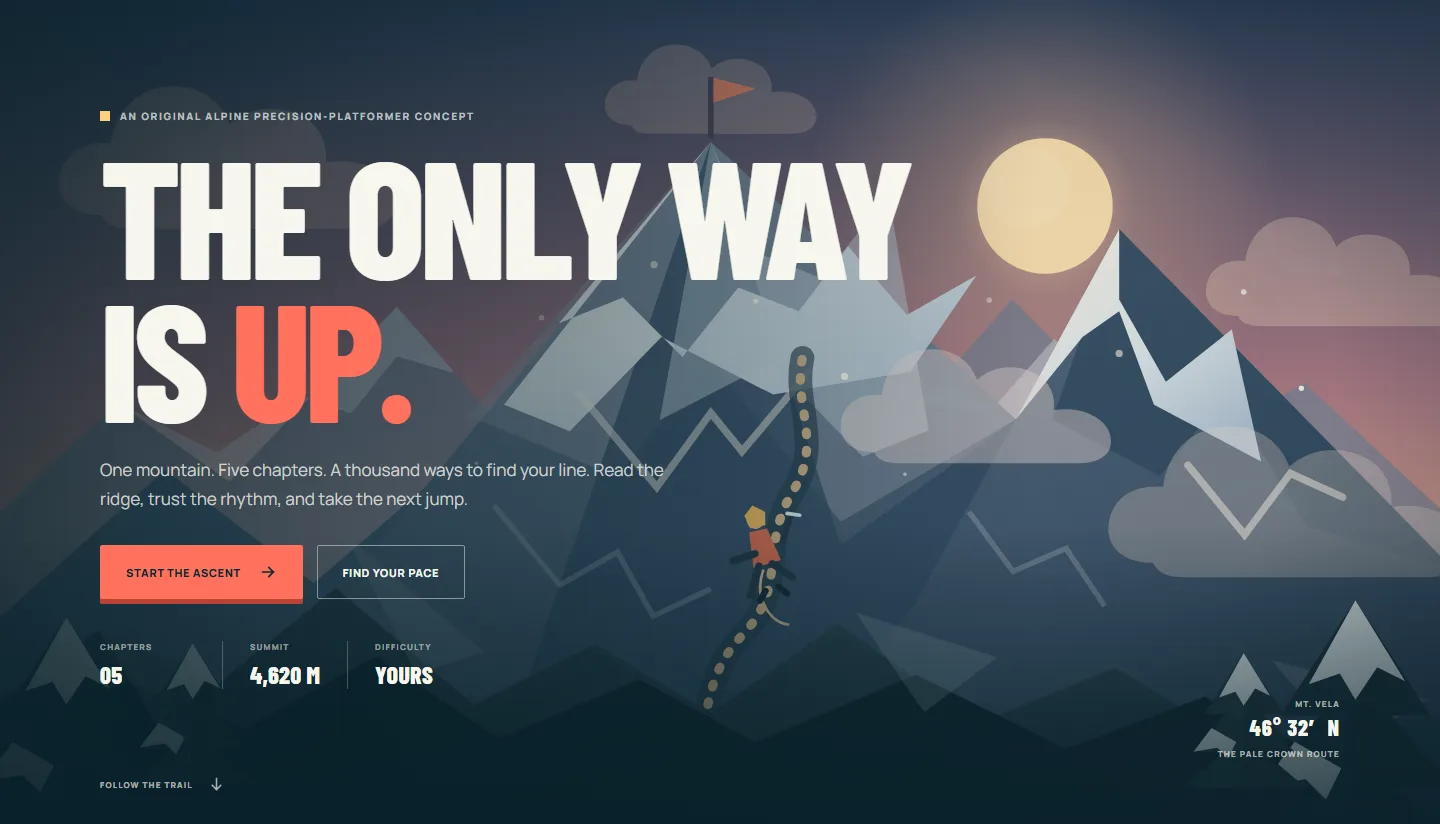 AN ORIGINAL ALPINE PRECISION-PLATFORMER CONCEPT
THE ONLY WAY
IS UP.
One mountain. Five chapters. A thousand ways to find your line. Read the
ridge, trust the rhythm, and take the next jump.
START THE ASCENT →
FIND YOUR PACE
CHAPTERS
05
SUMMIT
4,620 M
DIFFICULTY
YOURS
MT. VELA
46° 32′ N
THE PALE CROWN ROUTE
FOLLOW THE TRAIL ↓